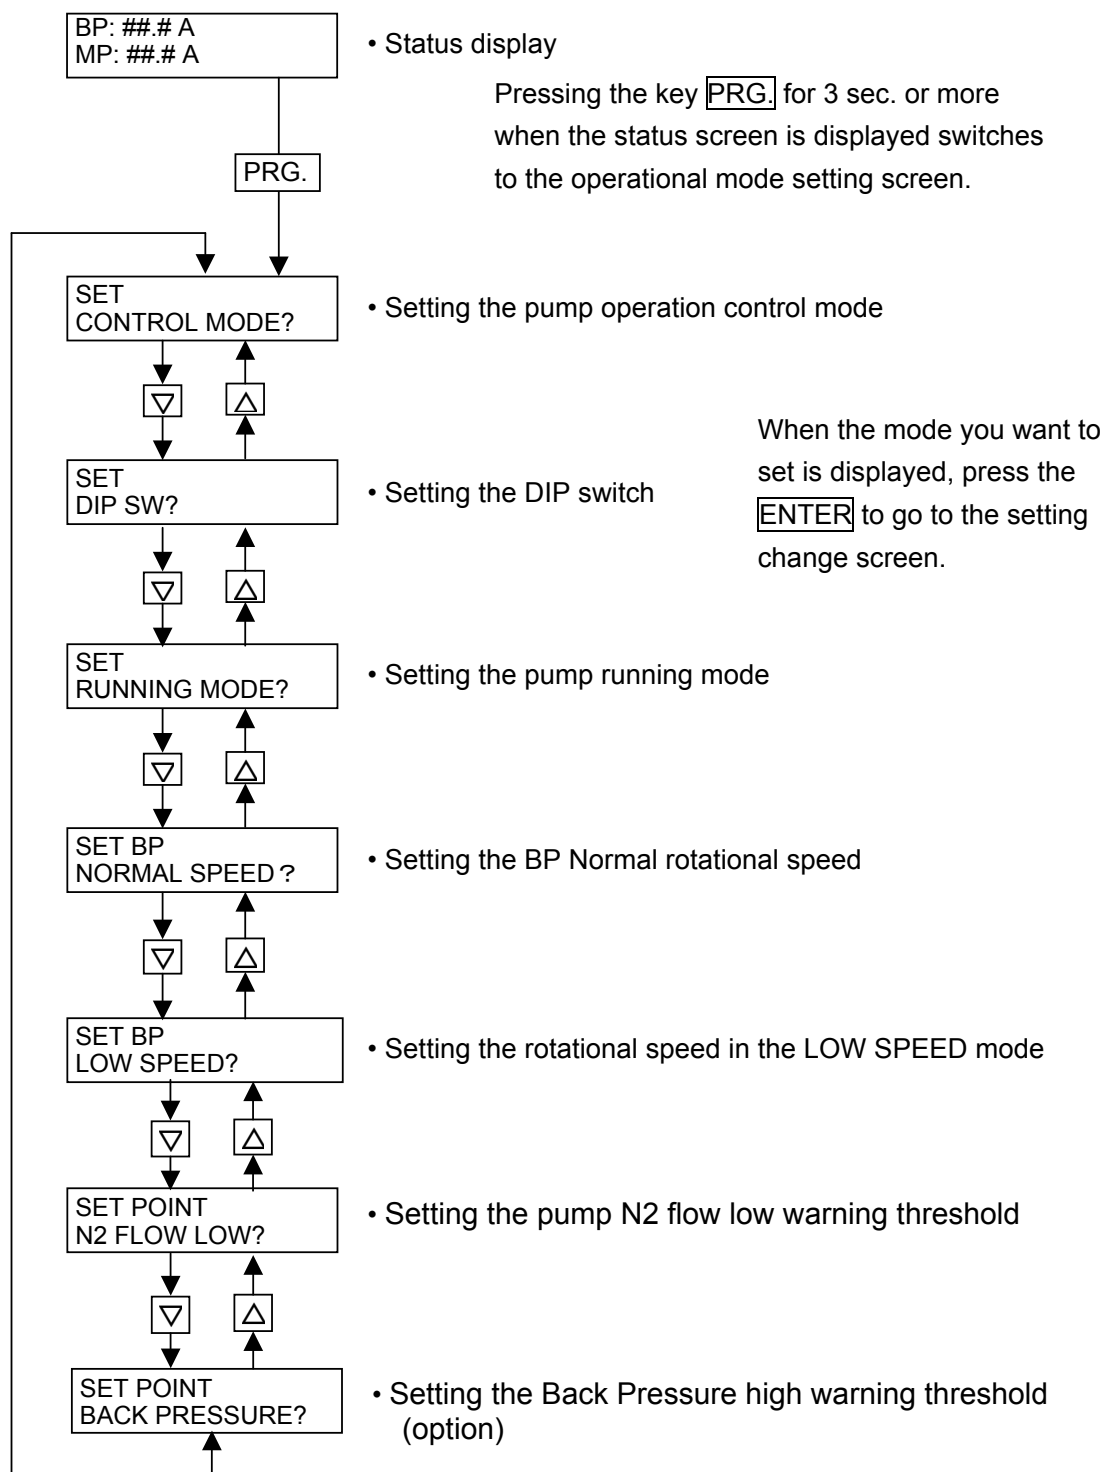 BP: ##.# A
MP: ##.# A
• Status display
Pressing the key PRG. for 3 sec. or more
when the status screen is displayed switches
to the operational mode setting screen.
PRG.
SET
CONTROL MODE?
• Setting the pump operation control mode
▽ △
When the mode you want to
set is displayed, press the
ENTER to go to the setting
change screen.
SET
DIP SW?
• Setting the DIP switch
▽ △
SET
RUNNING MODE?
• Setting the pump running mode
▽ △
SET BP
NORMAL SPEED?
• Setting the BP Normal rotational speed
▽ △
SET BP
LOW SPEED?
• Setting the rotational speed in the LOW SPEED mode
▽ △
SET POINT
N2 FLOW LOW?
• Setting the pump N2 flow low warning threshold
▽ △
SET POINT
BACK PRESSURE?
• Setting the Back Pressure high warning threshold
(option)